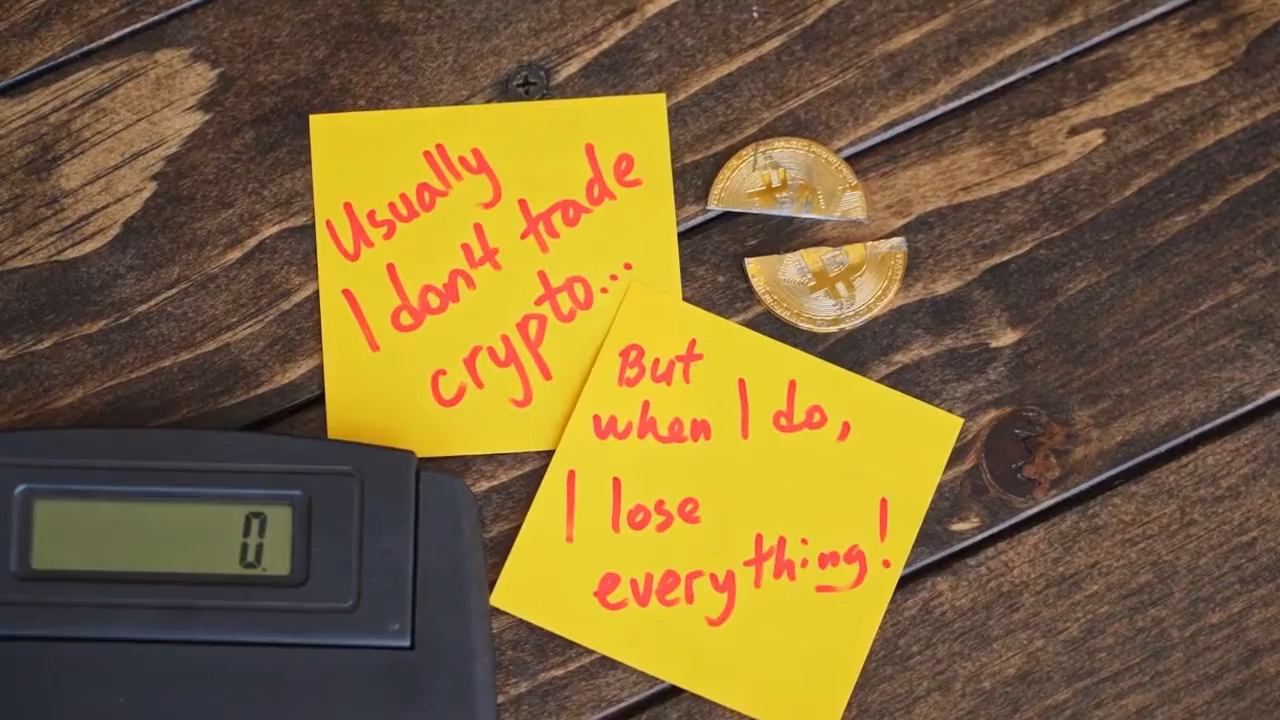 Usually
I don't trade
crypto...
But
when I do,
I lose
everything!
0.